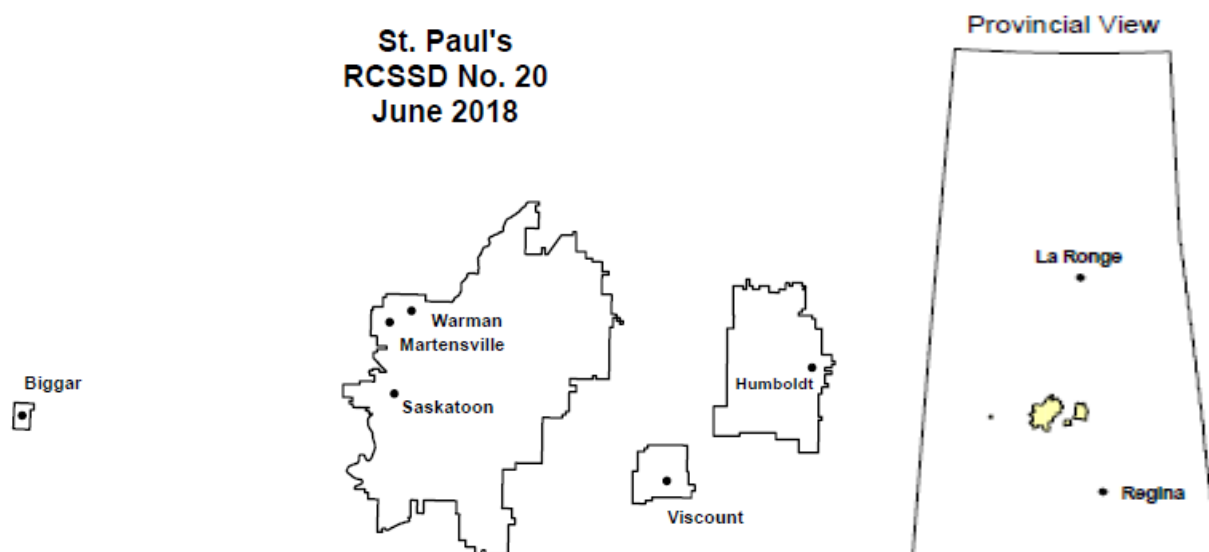 St. Paul's
RCSSD No. 20
June 2018
Provincial View
La Ronge
Warman
Martensville
Biggar
Humboldt
Saskatoon
Regina
Viscount